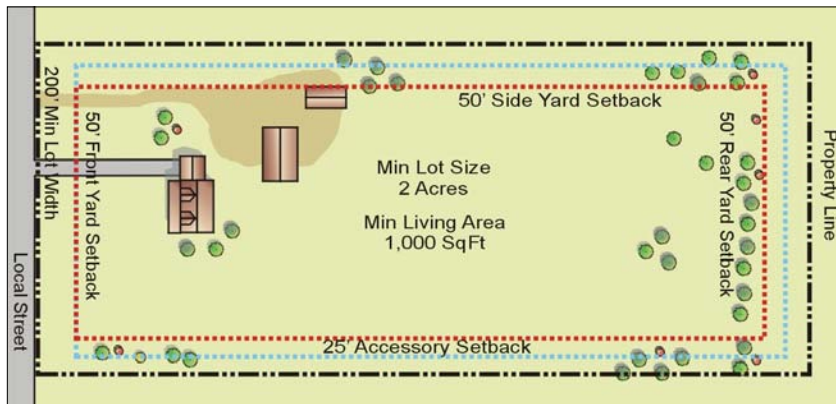 Local Street
200' Min Lot Width
50' Front Yard Setback
50' Side Yard Setback
Min Lot Size
2 Acres
Min Living Area
1,000 SqFt
25' Accessory Setback
50' Rear Yard Setback
Property Line